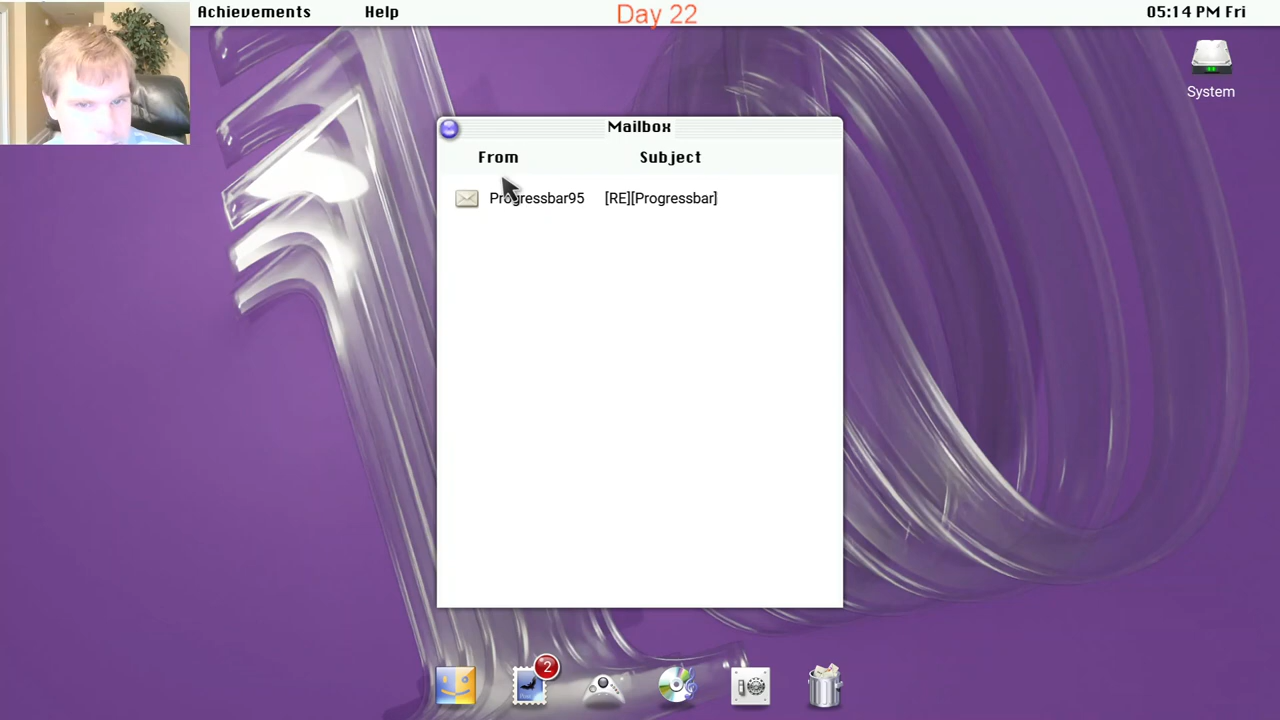 Achievements Help Day 22 05:14 PM Fri
System
Mailbox
From Subject
Progressbar95 [RE][Progressbar]
2